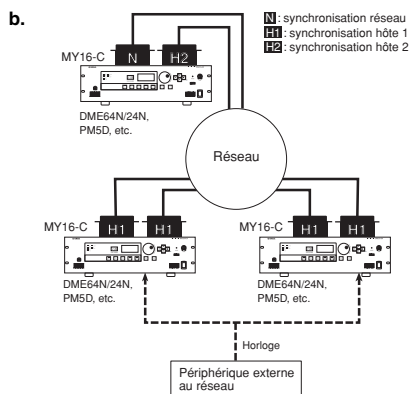 b.
N : synchronisation réseau
H1 : synchronisation hôte 1
H2 : synchronisation hôte 2
MY16-C
N
H2
DME64N/24N,
PM5D, etc.
Réseau
MY16-C
H1
H1
DME64N/24N,
PM5D, etc.
MY16-C
H1
H1
DME64N/24N,
PM5D, etc.
Horloge
Périphérique externe
au réseau